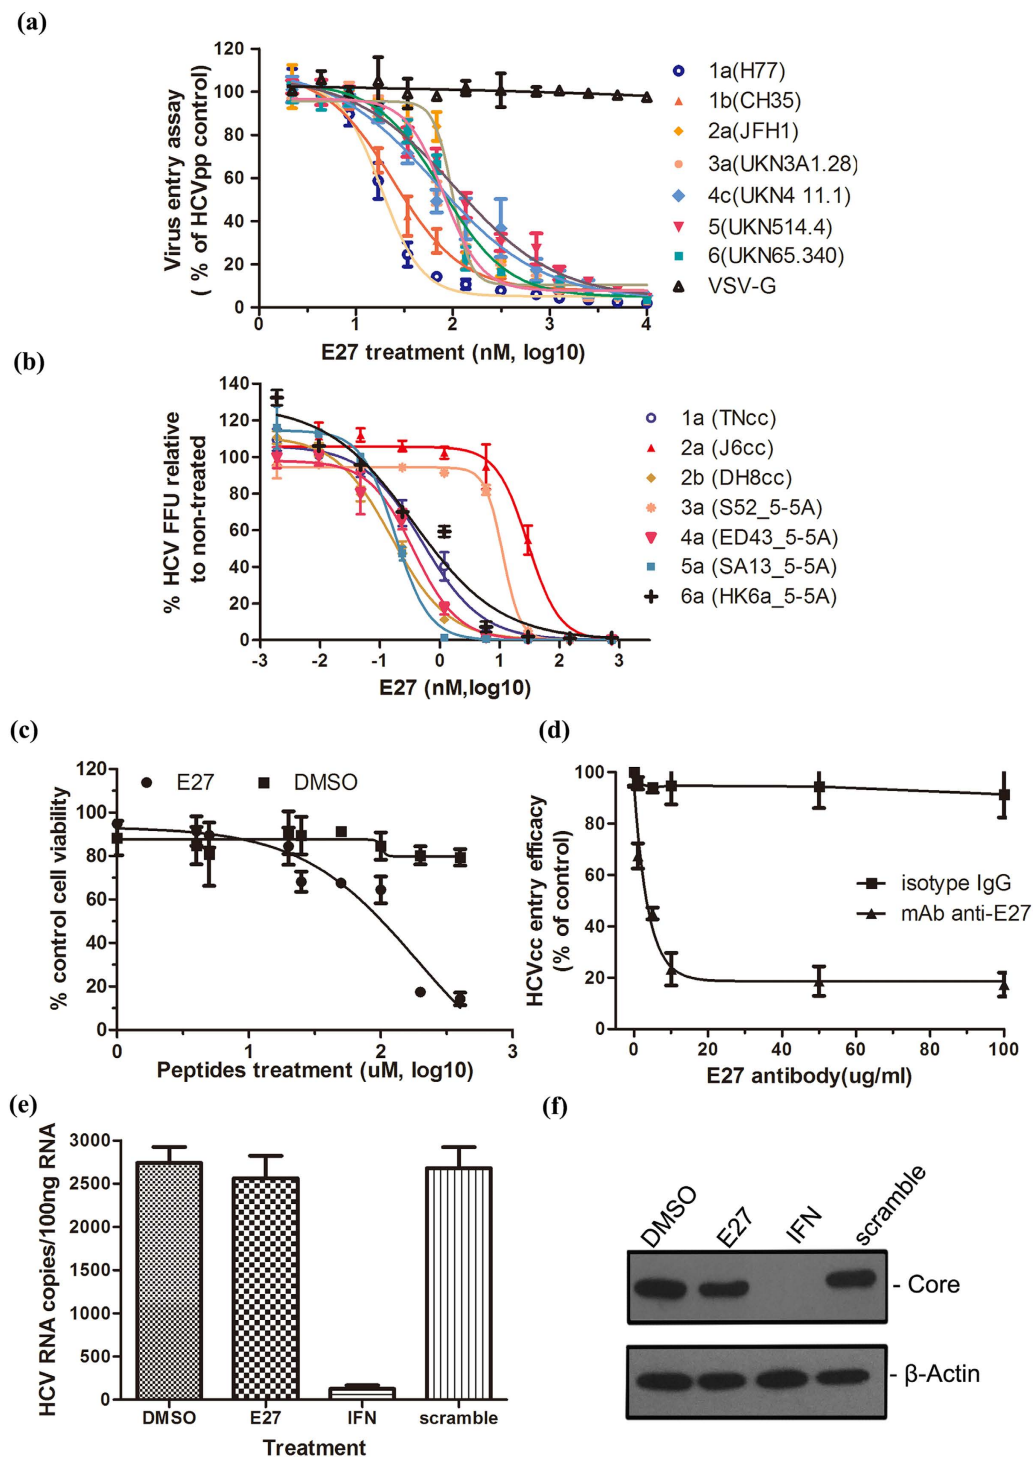 (a)
Virus entry assay
( % of HCVpp control)
120
100
80
60
40
20
0
0
1
2
3
4
E27 treatment (nM, log10)
1a(H77)
1b(CH35)
2a(JFH1)
3a(UKN3A1.28)
4c(UKN4 11.1)
5(UKN514.4)
6(UKN65.340)
VSV-G
(b)
% HCV FFU relative
to non-treated
140
120
100
80
60
40
20
0
-3
-2
-1
0
1
2
3
E27 (nM,log10)
1a (TNcc)
2a (J6cc)
2b (DH8cc)
3a (S52_5-5A)
4a (ED43_5-5A)
5a (SA13_5-5A)
6a (HK6a_5-5A)
(c)
% control cell viability
120
100
80
60
40
20
0
E27
DMSO
0
1
2
3
Peptides treatment (uM, log10)
(d)
HCVcc entry efficacy
(% of control)
100
80
60
40
20
0
isotype IgG
mAb anti-E27
0
20
40
60
80
100
E27 antibody(ug/ml)
(e)
HCV RNA copies/100ng RNA
3000
2500
2000
1500
1000
500
0
DMSO
E27
IFN
scramble
Treatment
(f)
DMSO
E27
IFN
scramble
- Core
- β-Actin